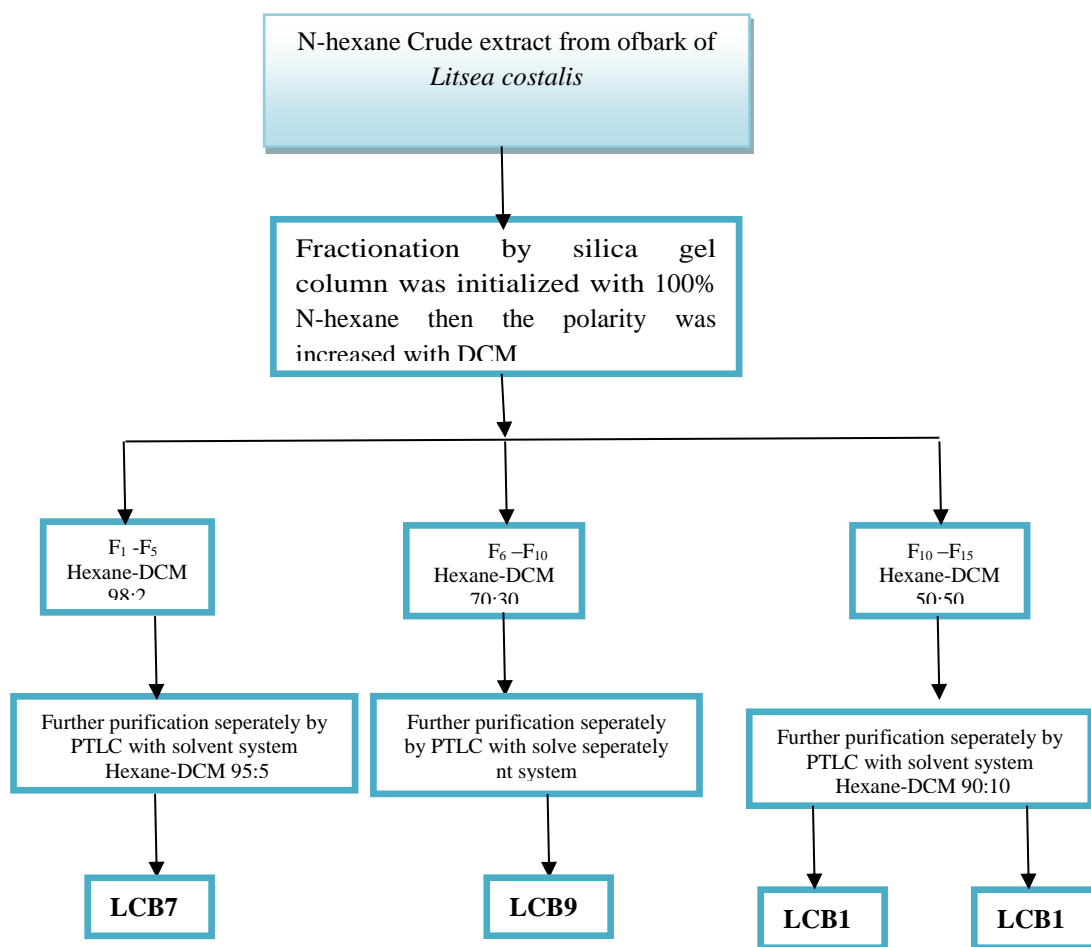 N-hexane Crude extract from ofbark of
Litsea costalis
Fractionation by silica gel
column was initialized with 100%
N-hexane then the polarity was
increased with DCM
F₁ -F₅
Hexane-DCM
98:2
F₆ –F₁₀
Hexane-DCM
70:30
F₁₀ –F₁₅
Hexane-DCM
50:50
Further purification seperately by
PTLC with solvent system
Hexane-DCM 95:5
Further purification seperately
by PTLC with solve seperately
nt system
Further purification seperately by
PTLC with solvent system
Hexane-DCM 90:10
LCB7
LCB9
LCB1
LCB1